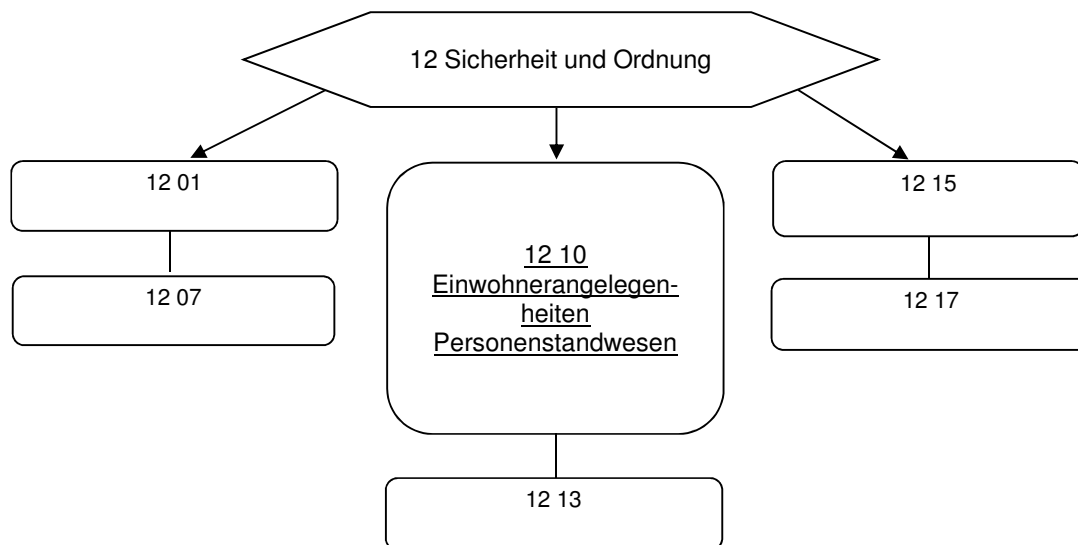 12 Sicherheit und Ordnung
12 01
12 07
12 10
Einwohnerangelegen-
heiten
Personenstandwesen
12 13
12 15
12 17